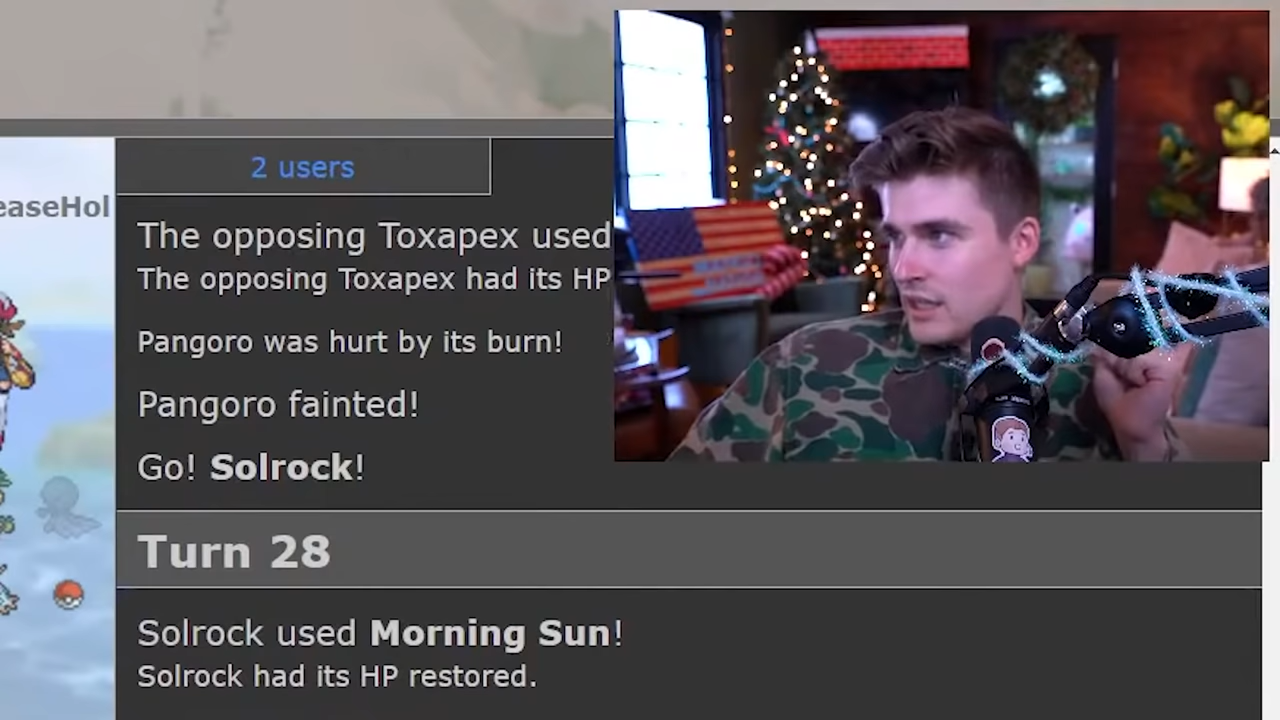 2 users
easeHol
The opposing Toxapex used
The opposing Toxapex had its HP
Pangoro was hurt by its burn!
Pangoro fainted!
Go! Solrock!
Turn 28
Solrock used Morning Sun!
Solrock had its HP restored.